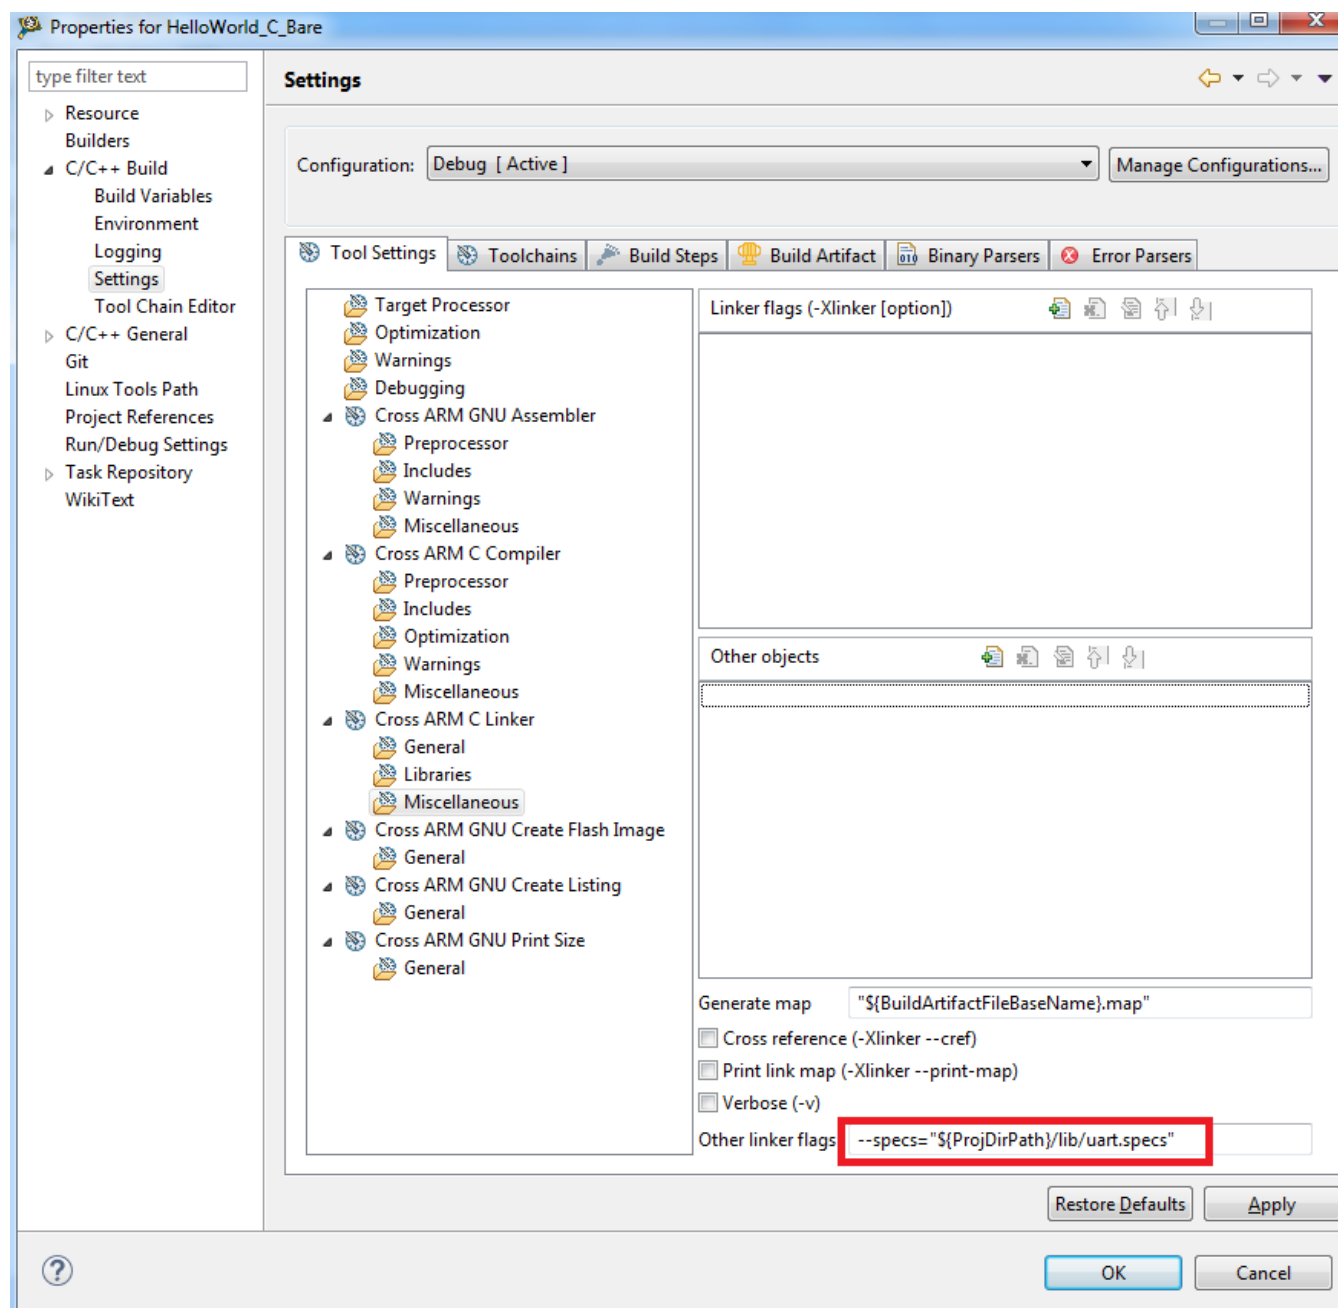 Properties for HelloWorld_C_Bare
type filter text
Resource
Builders
C/C++ Build
Build Variables
Environment
Logging
Settings
Tool Chain Editor
C/C++ General
Git
Linux Tools Path
Project References
Run/Debug Settings
Task Repository
WikiText
Settings
Configuration: Debug [ Active ] Manage Configurations...
Tool Settings Toolchains Build Steps Build Artifact Binary Parsers Error Parsers
Target Processor
Optimization
Warnings
Debugging
Cross ARM GNU Assembler
Preprocessor
Includes
Warnings
Miscellaneous
Cross ARM C Compiler
Preprocessor
Includes
Optimization
Warnings
Miscellaneous
Cross ARM C Linker
General
Libraries
Miscellaneous
Cross ARM GNU Create Flash Image
General
Cross ARM GNU Create Listing
General
Cross ARM GNU Print Size
General
Linker flags (-Xlinker [option])
Other objects
Generate map "${BuildArtifactFileBaseName}.map"
Cross reference (-Xlinker --cref)
Print link map (-Xlinker --print-map)
Verbose (-v)
Other linker flags --specs="${ProjDirPath}/lib/uart.specs"
Restore Defaults Apply
? OK Cancel